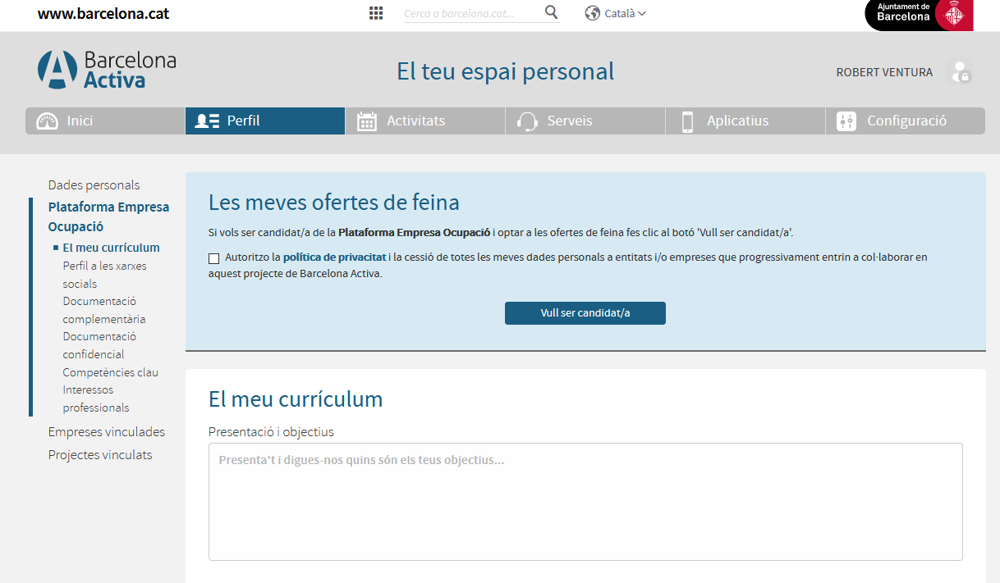 www.barcelona.cat
Cerca a barcelona.cat...
Català
Ajuntament de
Barcelona
Barcelona
Activa
El teu espai personal
ROBERT VENTURA
Inici
Perfil
Activitats
Serveis
Aplicatius
Configuració
Dades personals
Plataforma Empresa
Ocupació
El meu currículum
Perfil a les xarxes
socials
Documentació
complementària
Documentació
confidencial
Competències clau
Interessos
professionals
Empreses vinculades
Projectes vinculats
Les meves ofertes de feina
Si vols ser candidat/a de la Plataforma Empresa Ocupació i optar a les ofertes de feina fes clic al botó 'Vull ser candidat/a'.
Autoritzo la política de privacitat i la cessió de totes les meves dades personals a entitats i/o empreses que progressivament entrin a col·laborar en
aquest projecte de Barcelona Activa.
Vull ser candidat/a
El meu currículum
Presentació i objectius
Presenta't i digues-nos quins són els teus objectius...